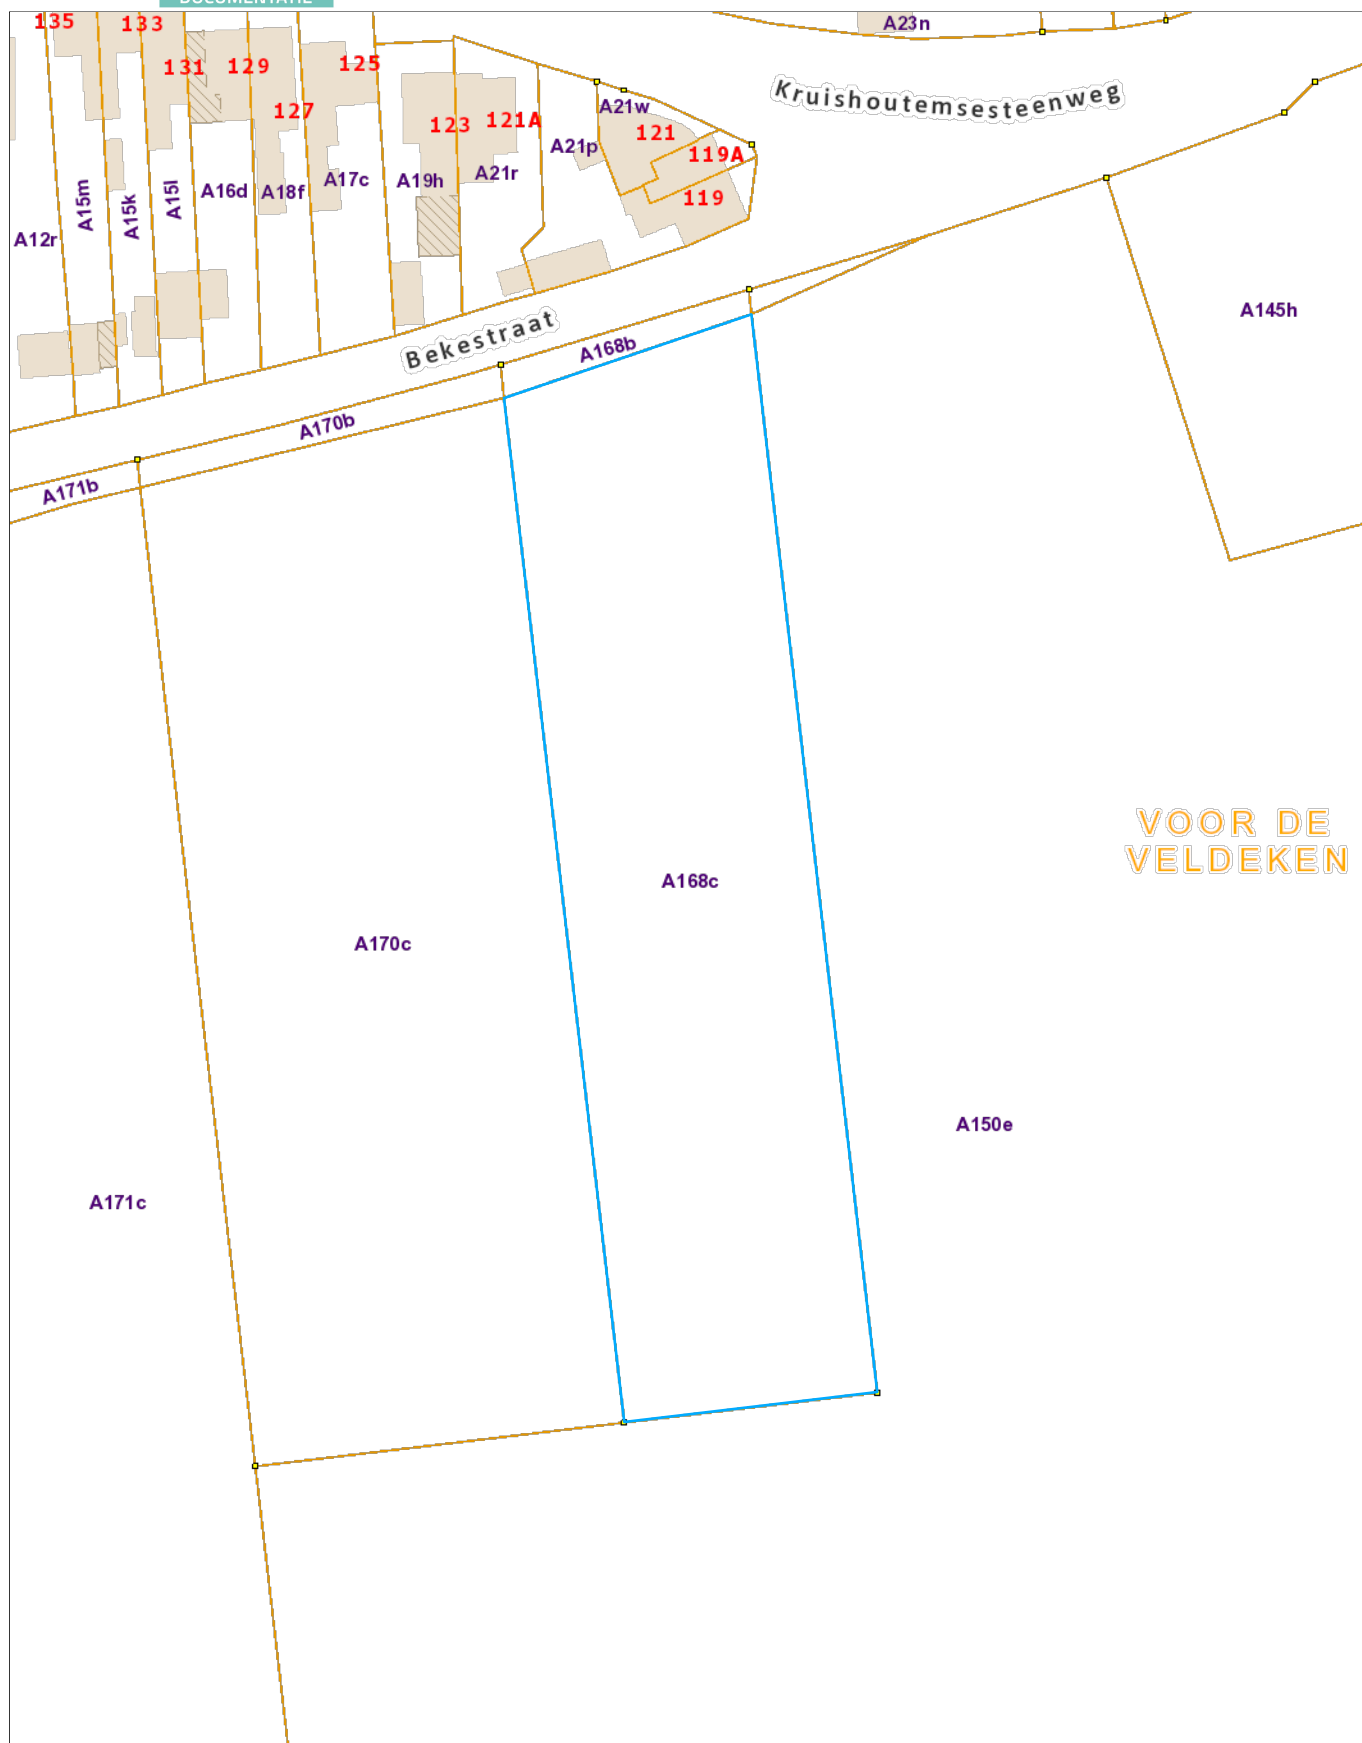 DOCUMENTATIE
135
133
A23n
131
129
125
127
Kruishoutemsesteenweg
A21w
123
121A
121
A21p
119A
A21r
A17c
A19h
A16d
A18f
119
A15m
A15k
A15l
A12r
A145h
Bekestraat
A168b
A170b
A171b
VOOR DE
VELDEKEN
A168c
A170c
A150e
A171c